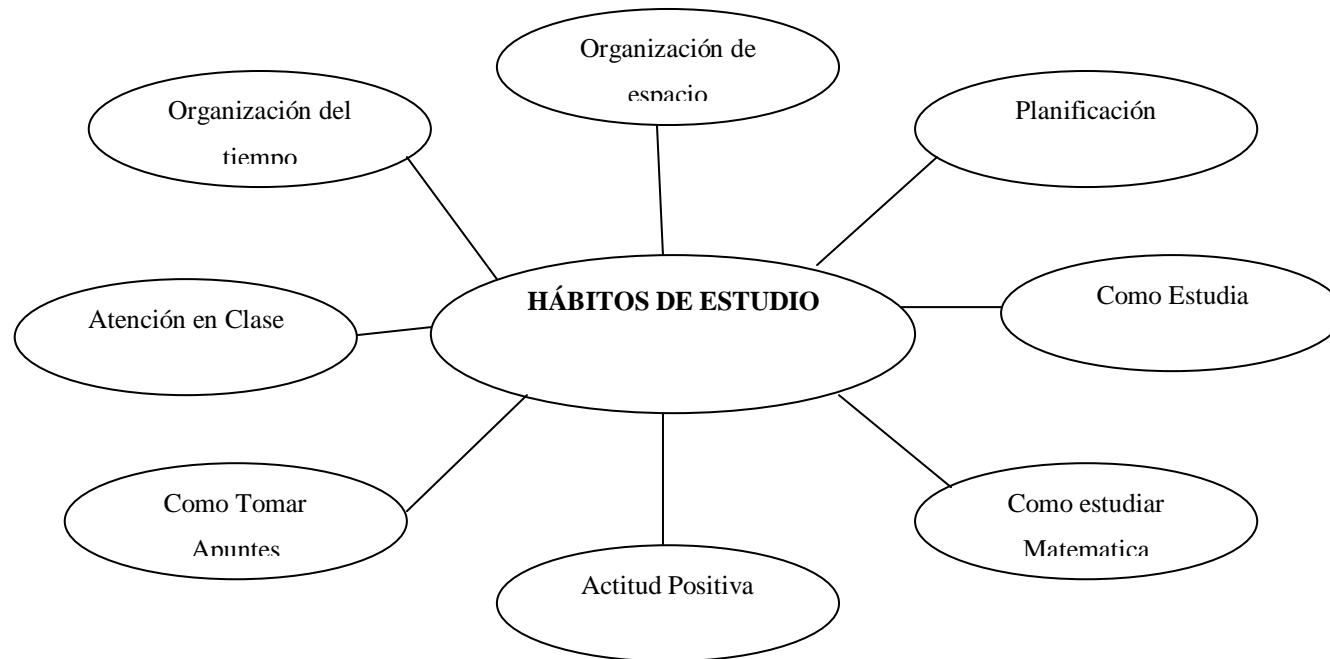 Organización de
espacio
Organización del
tiempo
Planificación
HÁBITOS DE ESTUDIO
Como Estudia
Atención en Clase
Como Tomar
Apuntes
Como estudiar
Matematica
Actitud Positiva